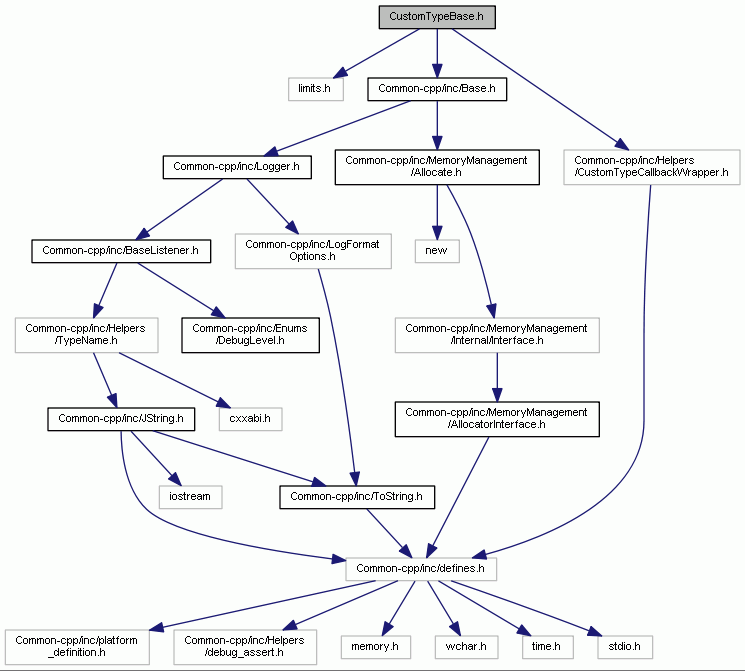 CustomTypeBase.h
limits.h
Common-cpp/inc/Base.h
Common-cpp/inc/Logger.h
Common-cpp/inc/MemoryManagement
/Allocate.h
Common-cpp/inc/Helpers
/CustomTypeCallbackWrapper.h
Common-cpp/inc/BaseListener.h
Common-cpp/inc/LogFormat
Options.h
new
Common-cpp/inc/Helpers
/TypeName.h
Common-cpp/inc/Enums
/DebugLevel.h
Common-cpp/inc/MemoryManagement
/Internal/Interface.h
Common-cpp/inc/JString.h
cxxabi.h
Common-cpp/inc/MemoryManagement
/AllocatorInterface.h
iostream
Common-cpp/inc/ToString.h
Common-cpp/inc/defines.h
Common-cpp/inc/platform
_definition.h
Common-cpp/inc/Helpers
/debug_assert.h
memory.h
wchar.h
time.h
stdio.h